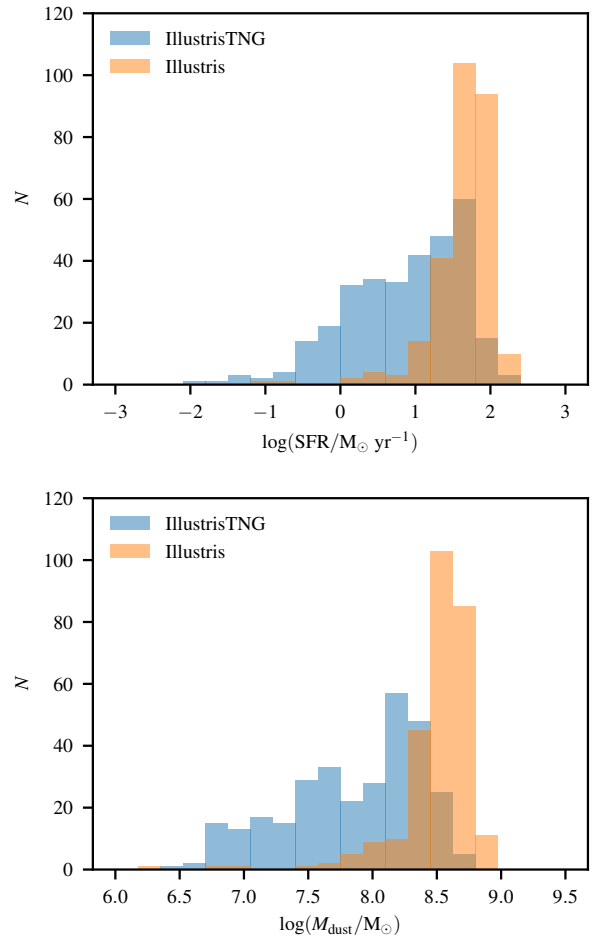 120
100
80
60
40
20
0
N
IllustrisTNG
Illustris
−3 −2 −1 0 1 2 3
log(SFR/M⊙ yr⁻¹)
120
100
80
60
40
20
0
N
IllustrisTNG
Illustris
6.0 6.5 7.0 7.5 8.0 8.5 9.0 9.5
log(M_dust/M⊙)